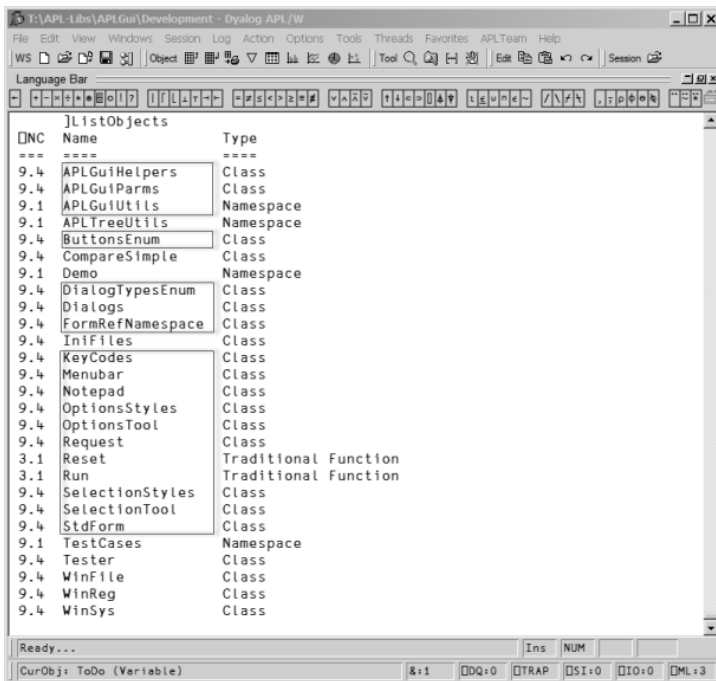 T:\APL-Libs\APLGui\Development - Dyalog APL/W
File Edit View Windows Session Log Action Options Tools Threads Favorites APLTeam Help
WS Object Tool Edit Session
Language Bar
]ListObjects
⎕NC Name Type
=== ==== ====
9.4 APLGuiHelpers Class
9.4 APLGuiParms Class
9.1 APLGuiUtils Namespace
9.1 APLTreeUtils Namespace
9.4 ButtonsEnum Class
9.4 CompareSimple Class
9.1 Demo Namespace
9.4 DialogTypesEnum Class
9.4 Dialogs Class
9.4 FormRefNamespace Class
9.4 IniFiles Class
9.4 KeyCodes Class
9.4 Menubar Class
9.4 Notepad Class
9.4 OptionsStyles Class
9.4 OptionsTool Class
9.4 Request Class
3.1 Reset Traditional Function
3.1 Run Traditional Function
9.4 SelectionStyles Class
9.4 SelectionTool Class
9.4 StdForm Class
9.1 TestCases Namespace
9.4 Tester Class
9.4 WinFile Class
9.4 WinReg Class
9.4 WinSys Class
Ready... Ins NUM
CurObj: ToDo (Variable) &:1 ⎕DQ:0 ⎕TRAP ⎕SI:0 ⎕IO:0 ⎕ML:3